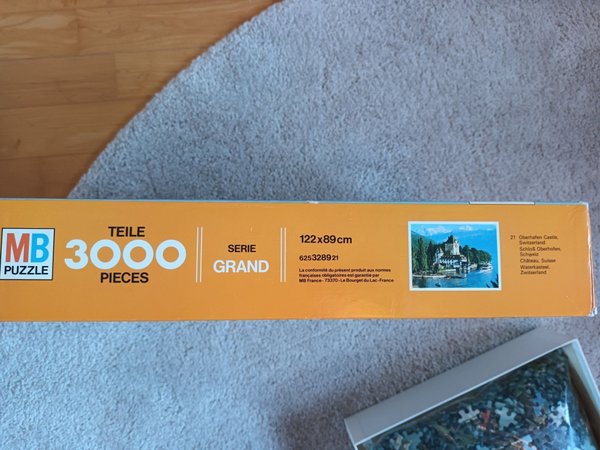 MB
PUZZLE
TEILE
3000
PIECES
SERIE
GRAND
122x89cm
625328921
La conformité du présent produit aux normes
françaises obligatoires est garantie par
MB France - 73370 - Le Bourget du Lac - France
21 Oberhofen Castle,
Switzerland
Schloß Oberhofen,
Schweiz
Château, Suisse
Waterkasteel,
Zwitserland